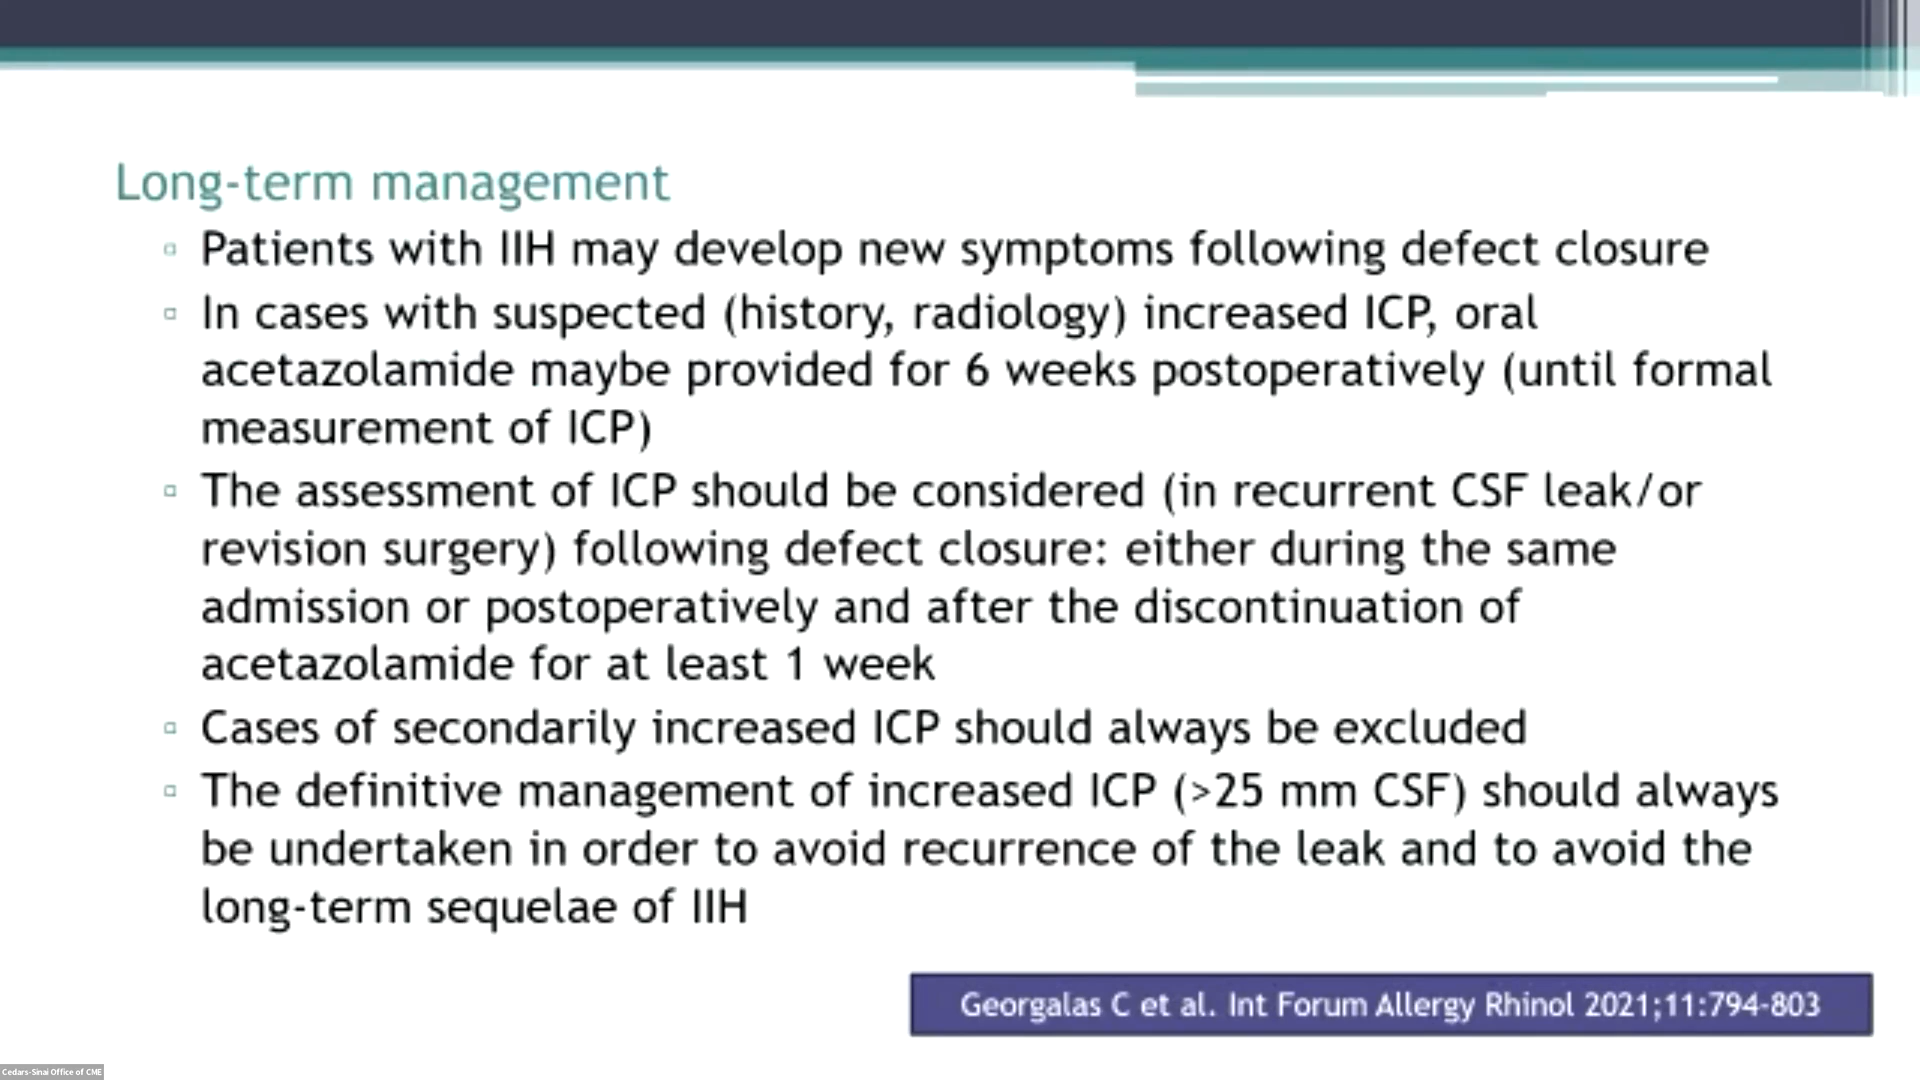 Long-term management
▫ Patients with IIH may develop new symptoms following defect closure
▫ In cases with suspected (history, radiology) increased ICP, oral
acetazolamide maybe provided for 6 weeks postoperatively (until formal
measurement of ICP)
▫ The assessment of ICP should be considered (in recurrent CSF leak/or
revision surgery) following defect closure: either during the same
admission or postoperatively and after the discontinuation of
acetazolamide for at least 1 week
▫ Cases of secondarily increased ICP should always be excluded
▫ The definitive management of increased ICP (>25 mm CSF) should always
be undertaken in order to avoid recurrence of the leak and to avoid the
long-term sequelae of IIH
Georgalas C et al. Int Forum Allergy Rhinol 2021;11:794-803
Cedars-Sinai Office of CME